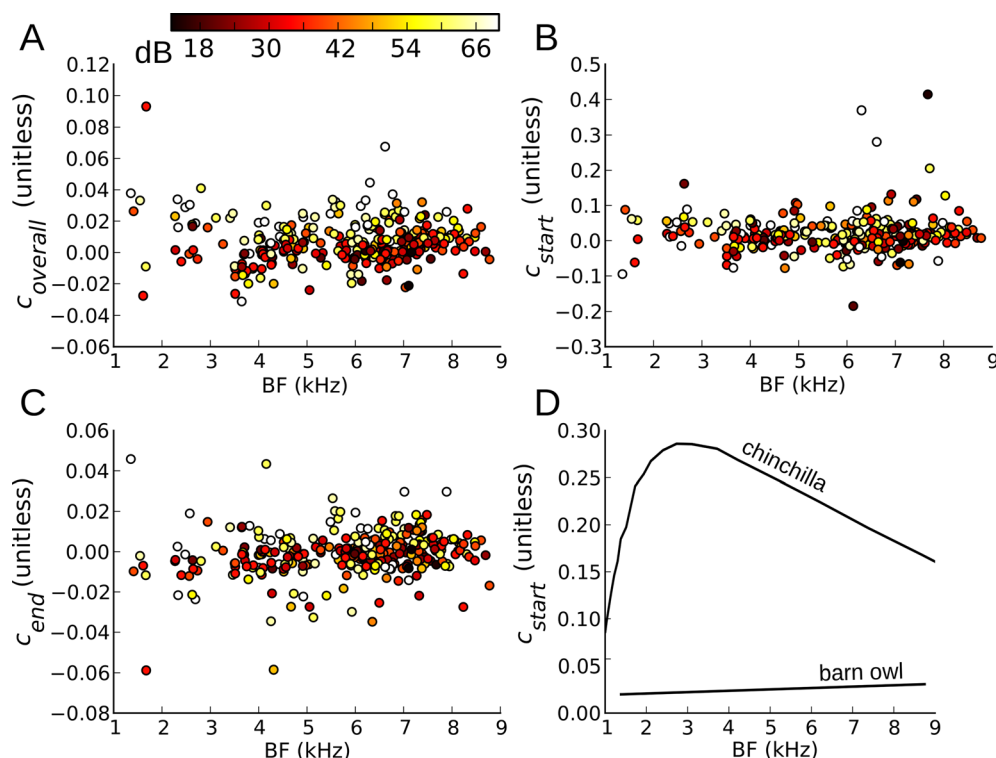 A
dB 18 30 42 54 66
B
0.12
0.10
0.08
0.06
0.04
0.02
0.00
−0.02
−0.04
−0.06
c overall (unitless)
1 2 3 4 5 6 7 8 9
BF (kHz)
0.5
0.4
0.3
0.2
0.1
0.0
−0.1
−0.2
−0.3
c start (unitless)
1 2 3 4 5 6 7 8 9
BF (kHz)
C
0.06
0.04
0.02
0.00
−0.02
−0.04
−0.06
−0.08
c end (unitless)
1 2 3 4 5 6 7 8 9
BF (kHz)
D
0.30
0.25
0.20
0.15
0.10
0.05
0.00
c start (unitless)
chinchilla
barn owl
1 2 3 4 5 6 7 8 9
BF (kHz)